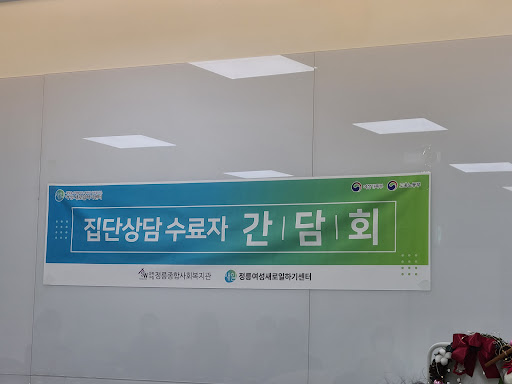 집단상담 수료자 간담회
정릉종합사회복지관 정릉여성새로일하기센터